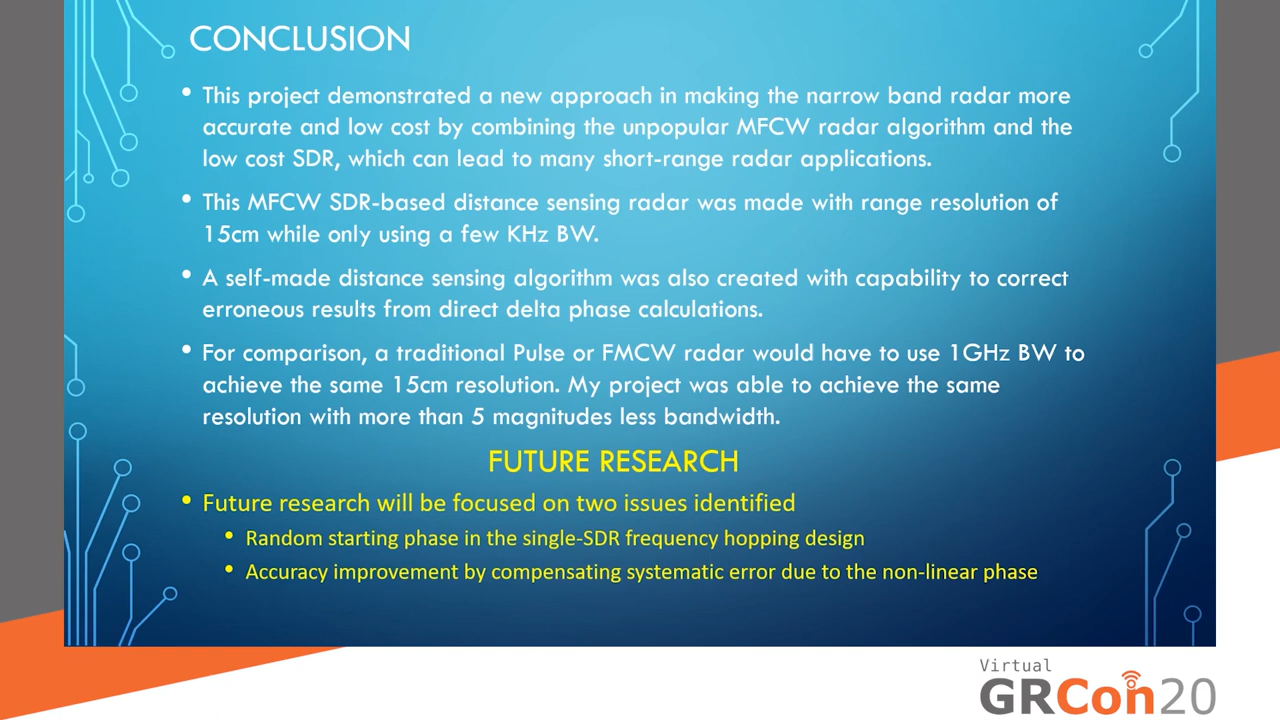 CONCLUSION
• This project demonstrated a new approach in making the narrow band radar more
accurate and low cost by combining the unpopular MFCW radar algorithm and the
low cost SDR, which can lead to many short-range radar applications.
• This MFCW SDR-based distance sensing radar was made with range resolution of
15cm while only using a few KHz BW.
• A self-made distance sensing algorithm was also created with capability to correct
erroneous results from direct delta phase calculations.
• For comparison, a traditional Pulse or FMCW radar would have to use 1GHz BW to
achieve the same 15cm resolution. My project was able to achieve the same
resolution with more than 5 magnitudes less bandwidth.
FUTURE RESEARCH
• Future research will be focused on two issues identified
• Random starting phase in the single-SDR frequency hopping design
• Accuracy improvement by compensating systematic error due to the non-linear phase
Virtual
GRCon20